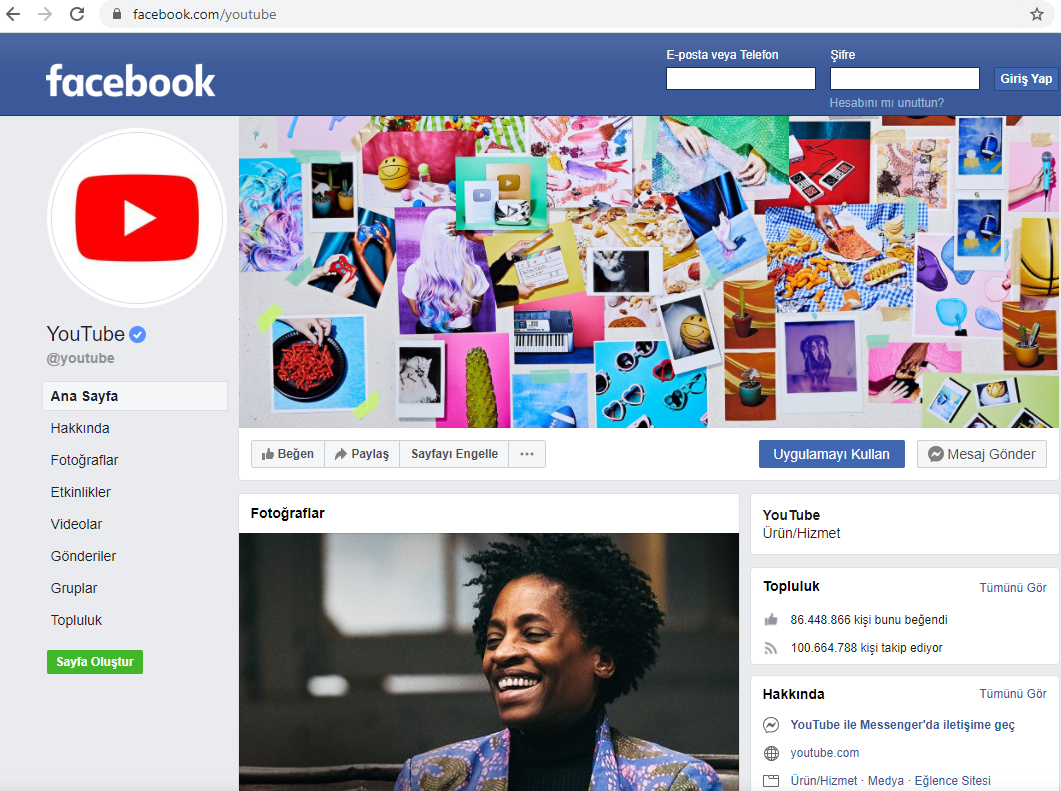 facebook.com/youtube
facebook
E-posta veya Telefon
Şifre
Giriş Yap
Hesabını mı unuttun?
YouTube
@youtube
Ana Sayfa
Hakkında
Fotoğraflar
Etkinlikler
Videolar
Gönderiler
Gruplar
Topluluk
Sayfa Oluştur
Beğen
Paylaş
Sayfayı Engelle
Uygulamayı Kullan
Mesaj Gönder
Fotoğraflar
YouTube
Ürün/Hizmet
Topluluk
Tümünü Gör
86.448.866 kişi bunu beğendi
100.664.788 kişi takip ediyor
Hakkında
Tümünü Gör
YouTube ile Messenger'da iletişime geç
youtube.com
Ürün/Hizmet · Medya · Eğlence Sitesi